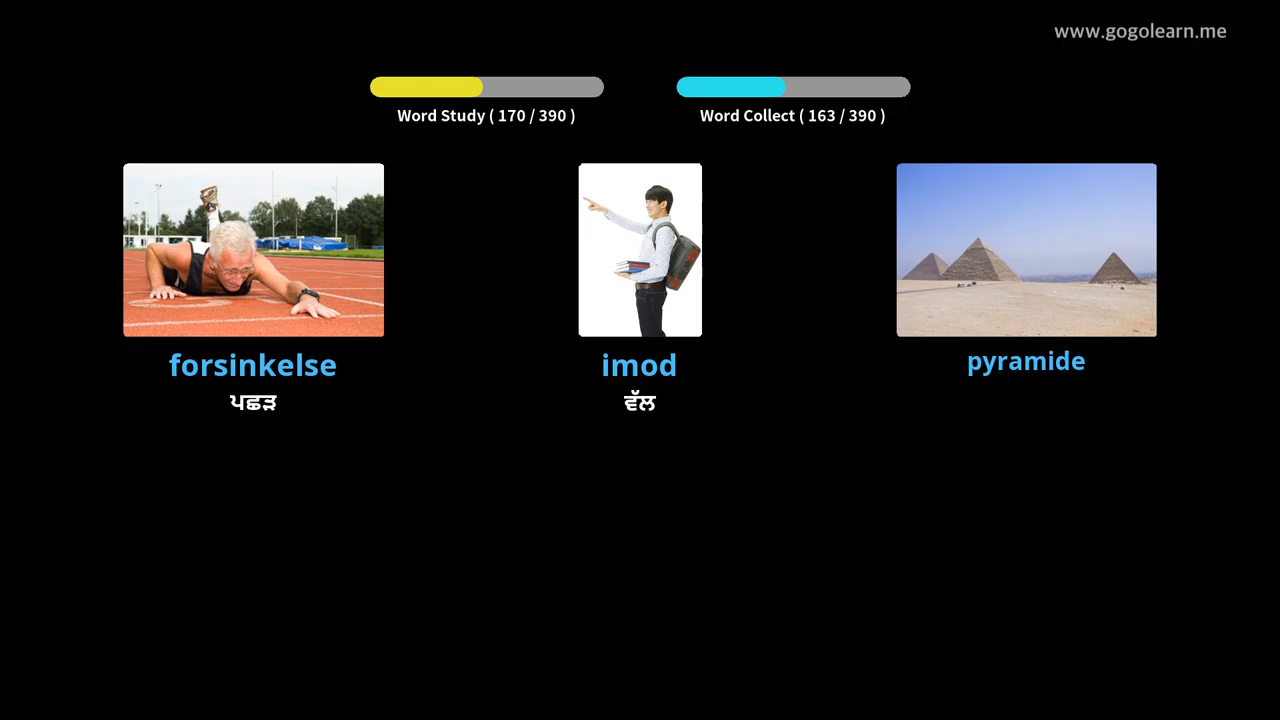 www.gogolearn.me
Word Study ( 170 / 390 )
Word Collect ( 163 / 390 )
forsinkelse
imod
pyramide
ਪਛੜ
ਵੱਲ